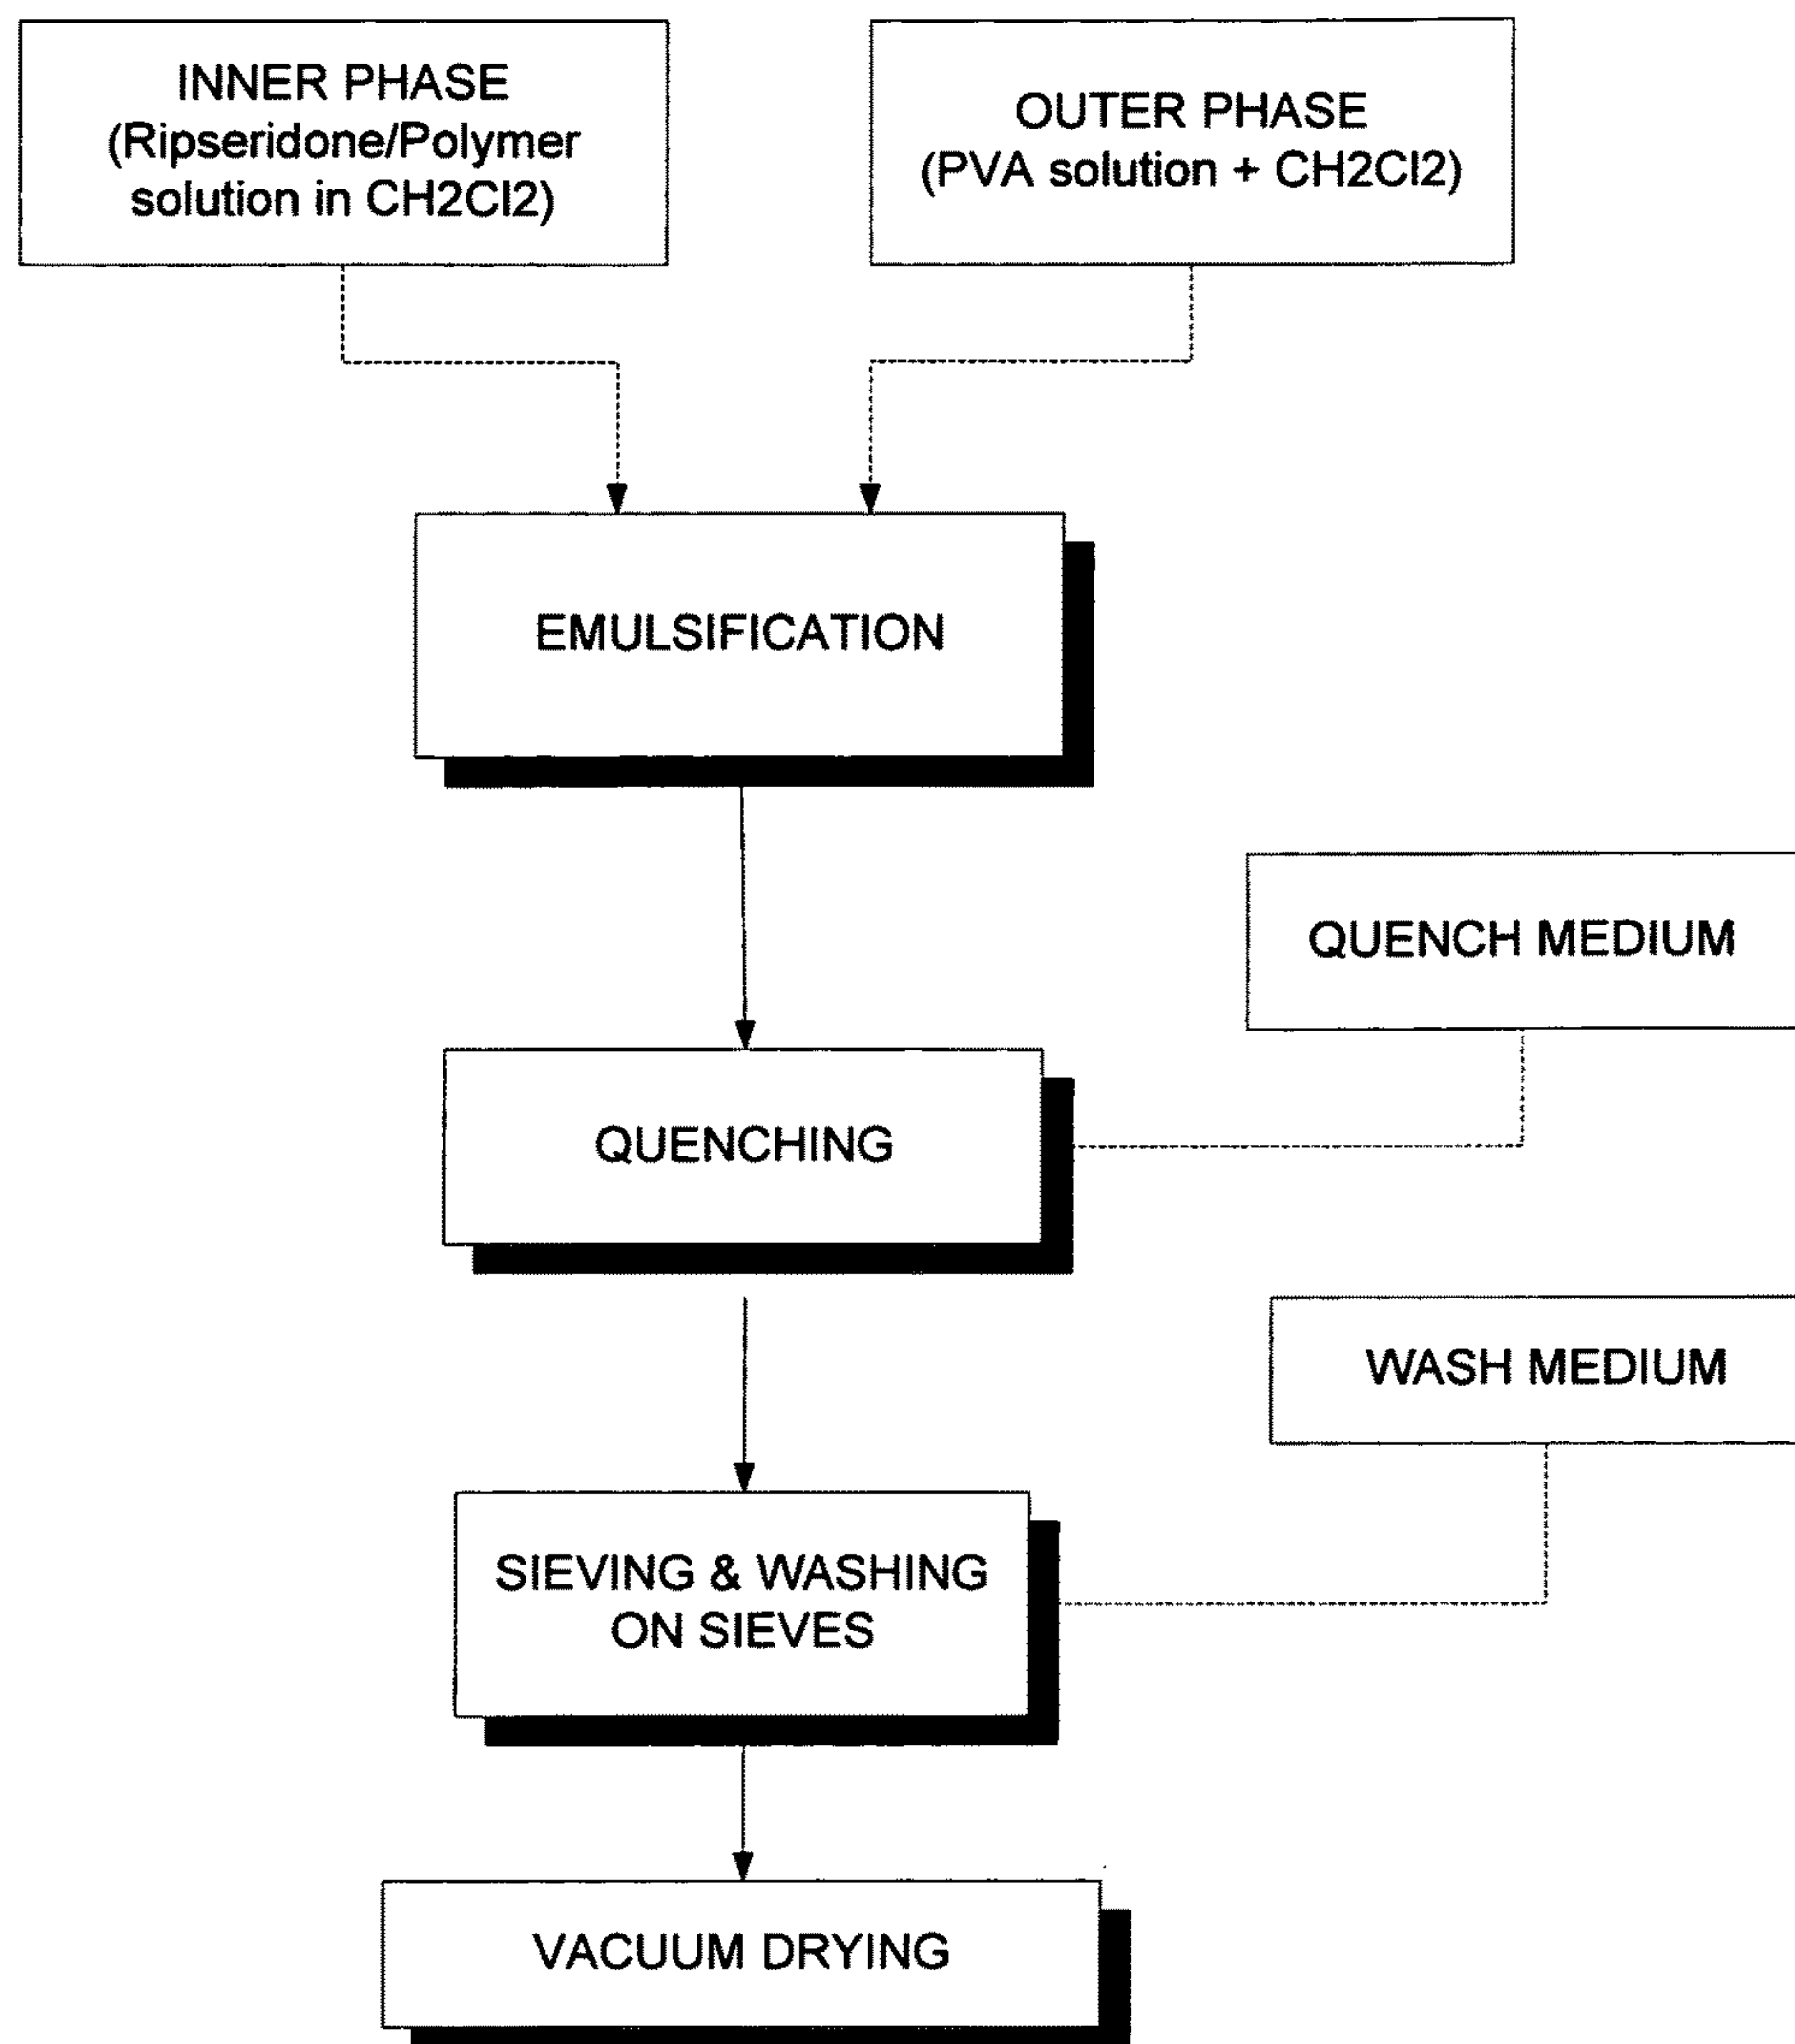 INNER PHASE
(Ripseridone/Polymer
solution in CH2Cl2)
OUTER PHASE
(PVA solution + CH2Cl2)
EMULSIFICATION
QUENCH MEDIUM
QUENCHING
WASH MEDIUM
SIEVING & WASHING
ON SIEVES
VACUUM DRYING